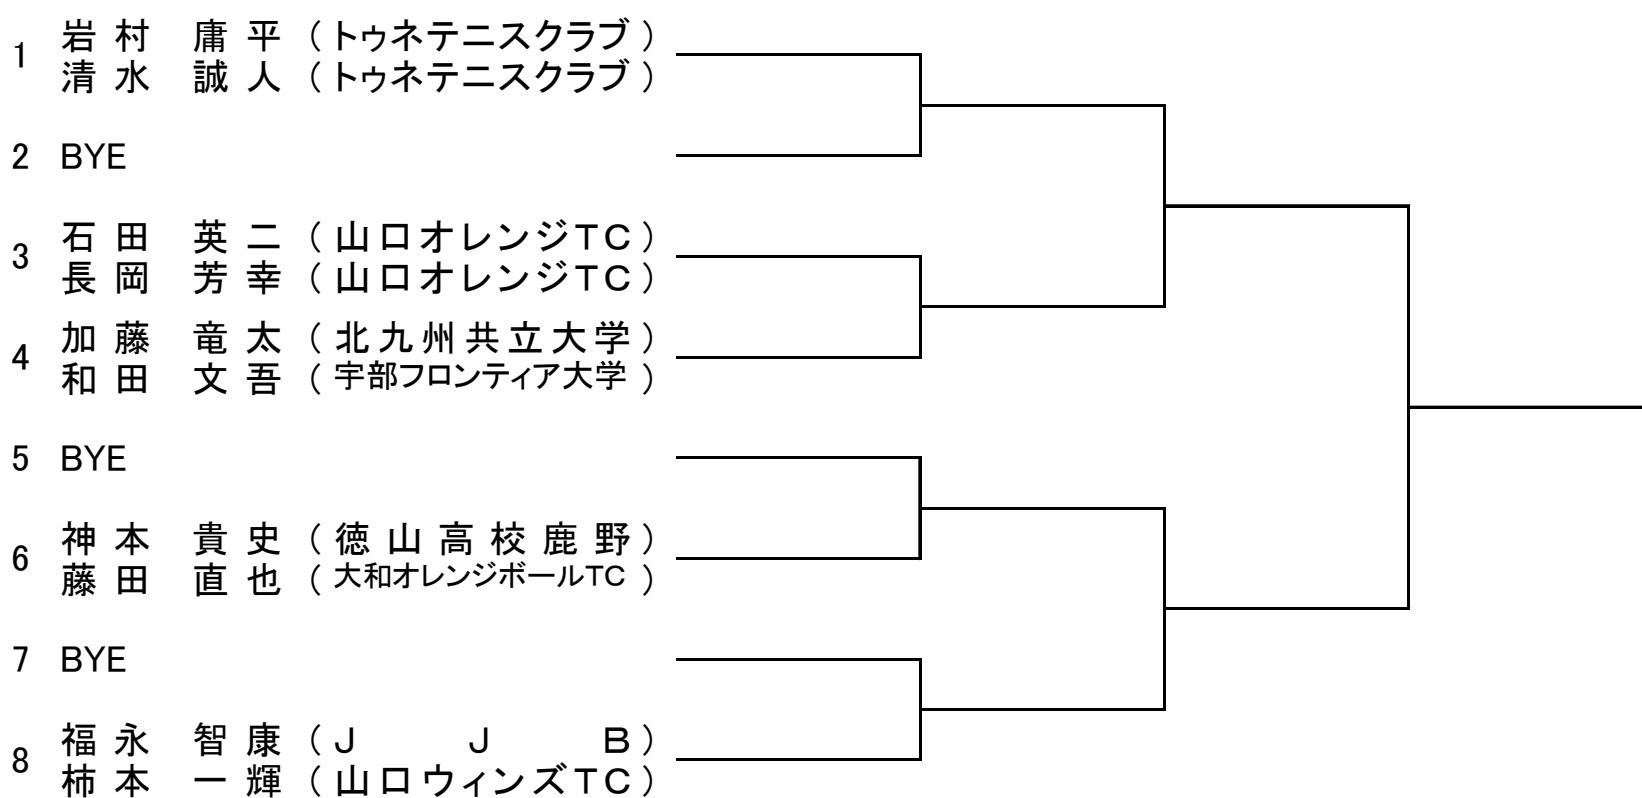 1 岩村 庸平 (トゥネテニスクラブ)
清水 誠人 (トゥネテニスクラブ)
2 BYE
3 石田 英二 (山口オレンジTC)
長岡 芳幸 (山口オレンジTC)
4 加藤 竜太 (北九州共立大学)
和田 文吾 (宇部フロンティア大学)
5 BYE
6 神本 貴史 (徳山高校鹿野)
藤田 直也 (大和オレンジボールTC)
7 BYE
8 福永 智康 (J J B)
柿本 一輝 (山口ウィンズTC)